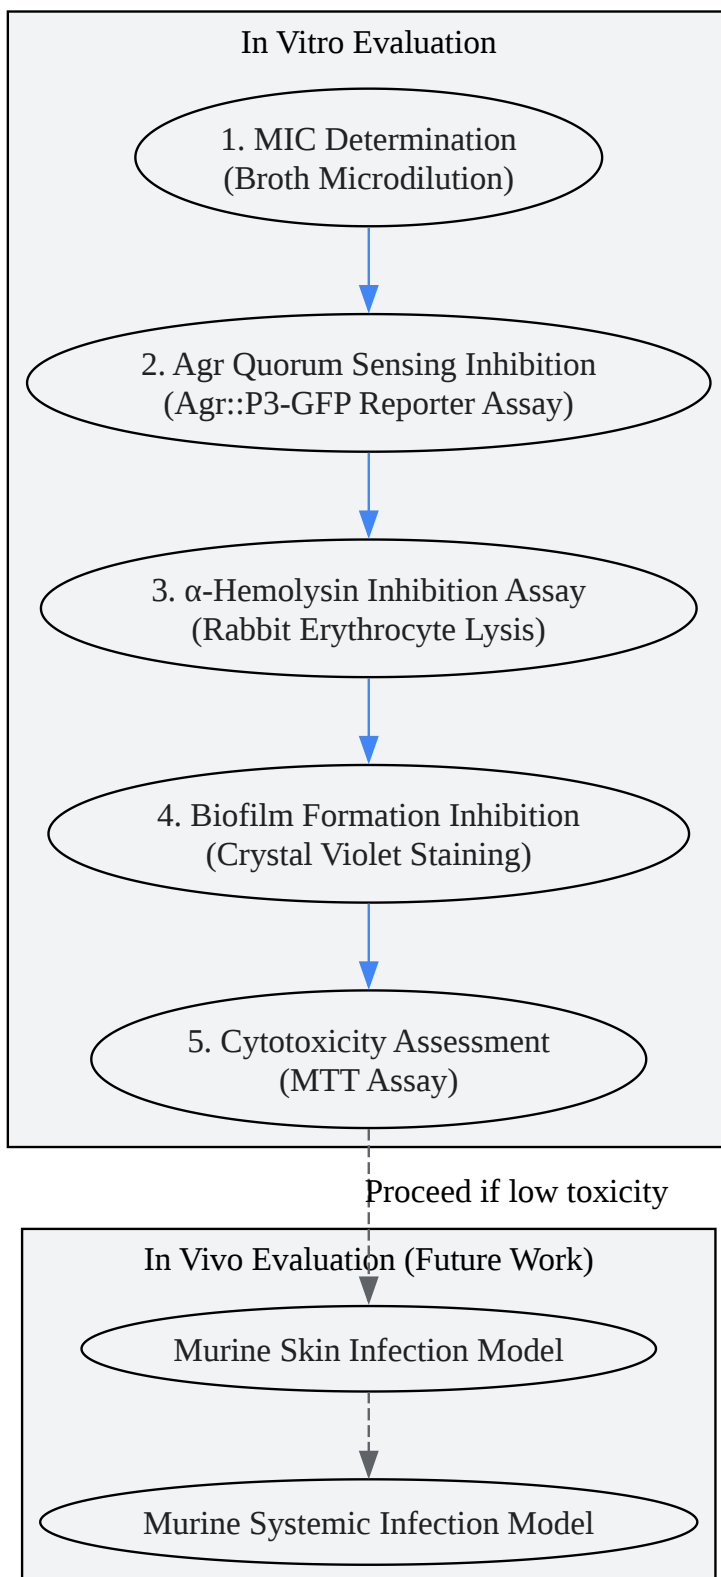 In Vitro Evaluation
1. MIC Determination
(Broth Microdilution)
2. Agr Quorum Sensing Inhibition
(Agr::P3-GFP Reporter Assay)
3. α-Hemolysin Inhibition Assay
(Rabbit Erythrocyte Lysis)
4. Biofilm Formation Inhibition
(Crystal Violet Staining)
5. Cytotoxicity Assessment
(MTT Assay)
Proceed if low toxicity
In Vivo Evaluation (Future Work)
Murine Skin Infection Model
Murine Systemic Infection Model